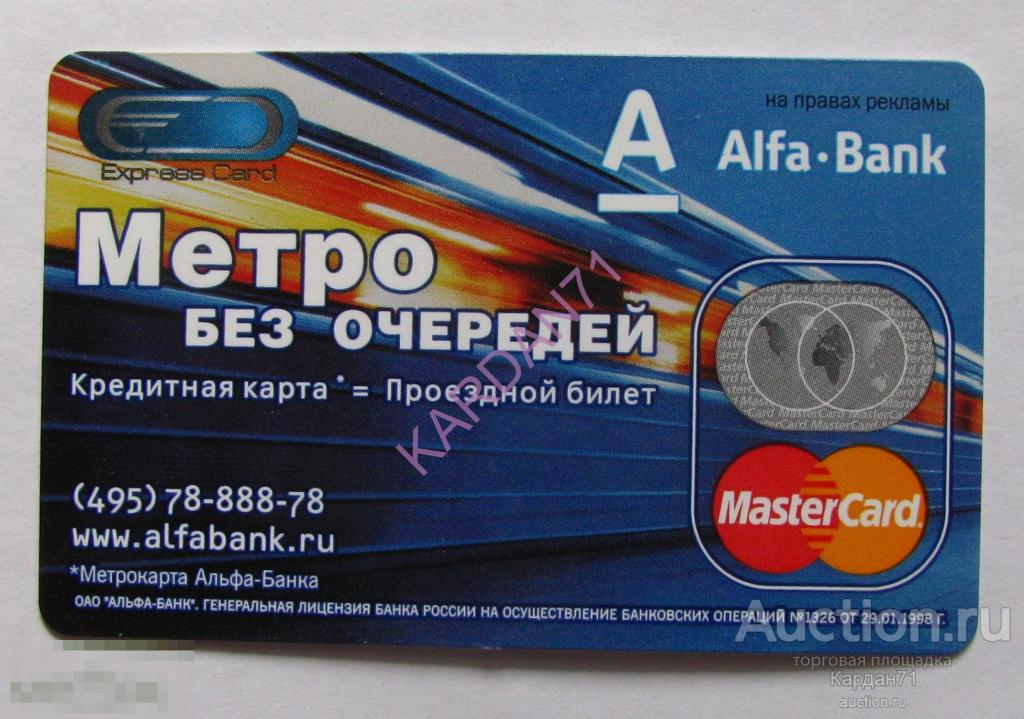 на правах рекламы
Express Card
А
Alfa·Bank
Метро
БЕЗ ОЧЕРЕДЕЙ
Кредитная карта* = Проездной билет
MasterCard
(495) 78-888-78
www.alfabank.ru
*Метрокарта Альфа-Банка
ОАО "АЛЬФА-БАНК". ГЕНЕРАЛЬНАЯ ЛИЦЕНЗИЯ БАНКА РОССИИ НА ОСУЩЕСТВЛЕНИЕ БАНКОВСКИХ ОПЕРАЦИЙ №1326 ОТ 29.01.1998 г.
KARDAN71
Auction.ru
торговая площадка
Кардан71
auction.ru